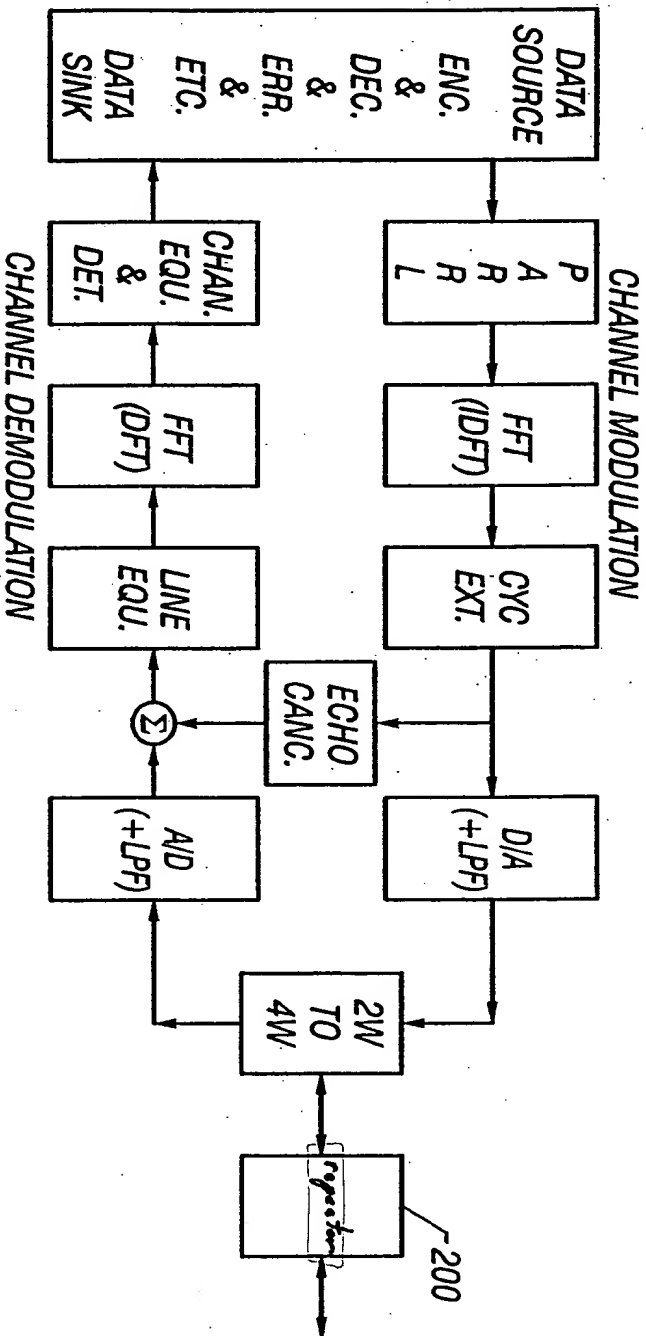 CHANNEL MODULATION
DATA
SOURCE
ENC.
&
DEC.
&
ERR.
&
ETC.
DATA
SINK
P
A
R
R
L
FFT
(IDFT)
CYC
EXT.
D/A
(+LPF)
ECHO
CANC.
2W
TO
4W
repeater
200
CHAN.
EQU.
&
DET.
FFT
(DFT)
LINE
EQU.
Σ
A/D
(+LPF)
CHANNEL DEMODULATION